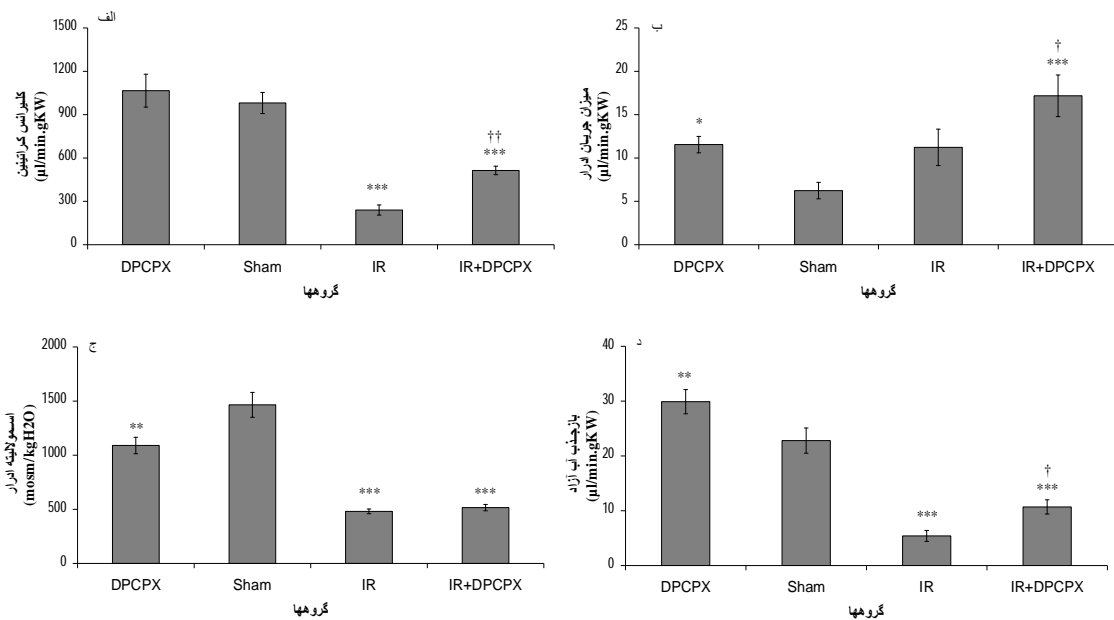 الف
1500
1200
900
600
300
0
کلیرانس کراتینین
(µl/min.gKW)
***
††
***
DPCPX
Sham
IR
IR+DPCPX
گروهها
ب
25
20
15
10
5
0
میزان جریان ادرار
(µl/min.gKW)
*
†
***
DPCPX
Sham
IR
IR+DPCPX
گروهها
ج
2000
1500
1000
500
0
اسمولالیته ادرار
(mosm/kgH2O)
**
***
***
DPCPX
Sham
IR
IR+DPCPX
گروهها
د
40
30
20
10
0
بازجذب آب آزاد
(µl/min.gKW)
**
***
†
***
DPCPX
Sham
IR
IR+DPCPX
گروهها